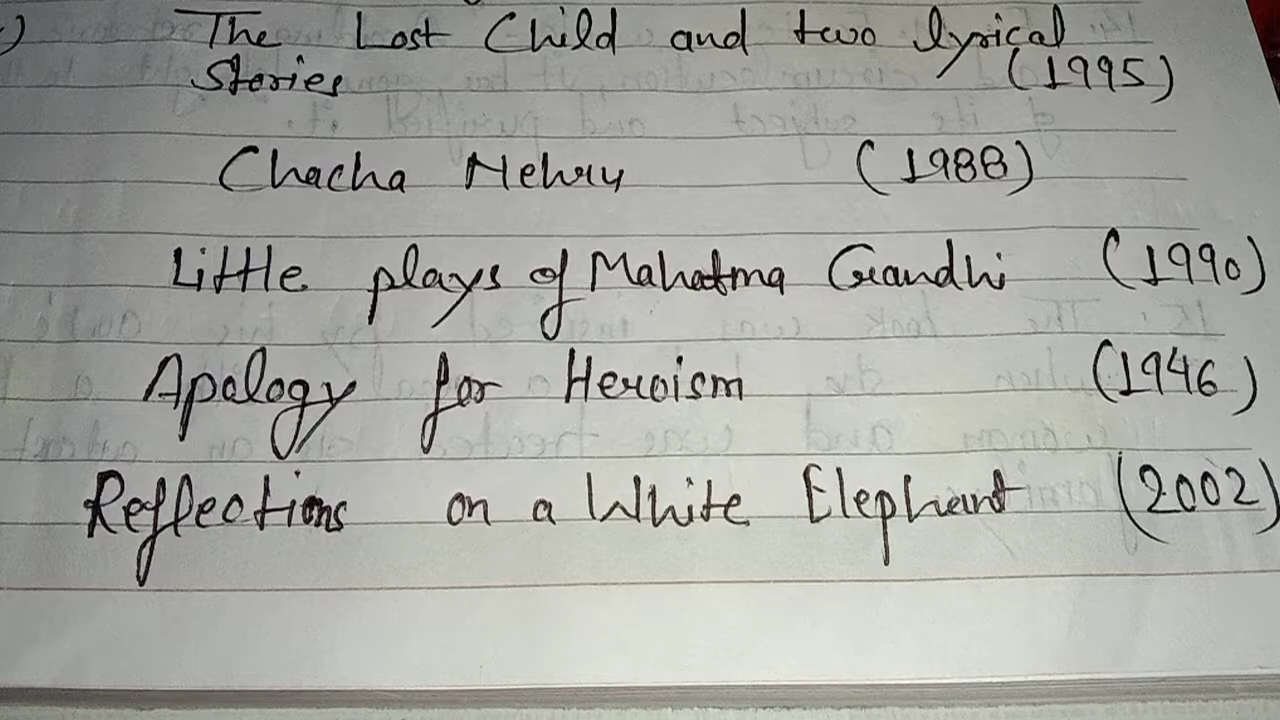 The Lost Child and two lyrical
Stories (1995)
Chacha Nehru (1988)
Little plays of Mahatma Gandhi (1990)
Apology for Heroism (1946)
Reflections on a White Elephant (2002)